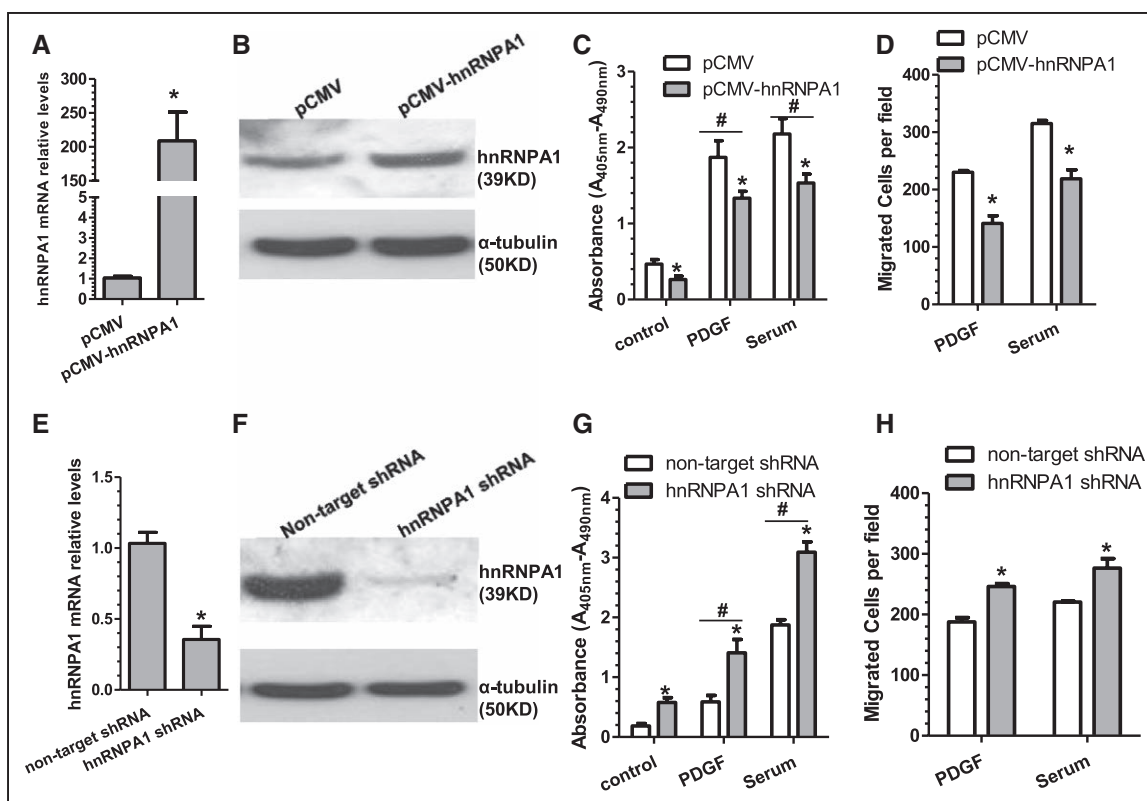 A
hnRNPA1 mRNA relative levels
300
250
200
150
5
4
3
2
1
0
*
pCMV
pCMV-hnRNPA1
B
pCMV
pCMV-hnRNPA1
hnRNPA1
(39KD)
α-tubulin
(50KD)
C
pCMV
pCMV-hnRNPA1
Absorbance (A405nm-A490nm)
3
2
1
0
*
#
*
#
*
control
PDGF
Serum
D
pCMV
pCMV-hnRNPA1
Migrated Cells per field
400
300
200
100
0
*
*
PDGF
Serum
E
hnRNPA1 mRNA relative levels
1.5
1.0
0.5
0.0
*
non-target shRNA
hnRNPA1 shRNA
F
Non-target shRNA
hnRNPA1 shRNA
hnRNPA1
(39KD)
α-tubulin
(50KD)
G
non-target shRNA
hnRNPA1 shRNA
Absorbance (A405nm-A490nm)
4
3
2
1
0
*
#
*
#
*
control
PDGF
Serum
H
non-target shRNA
hnRNPA1 shRNA
Migrated Cells per field
400
300
200
100
0
*
*
PDGF
Serum